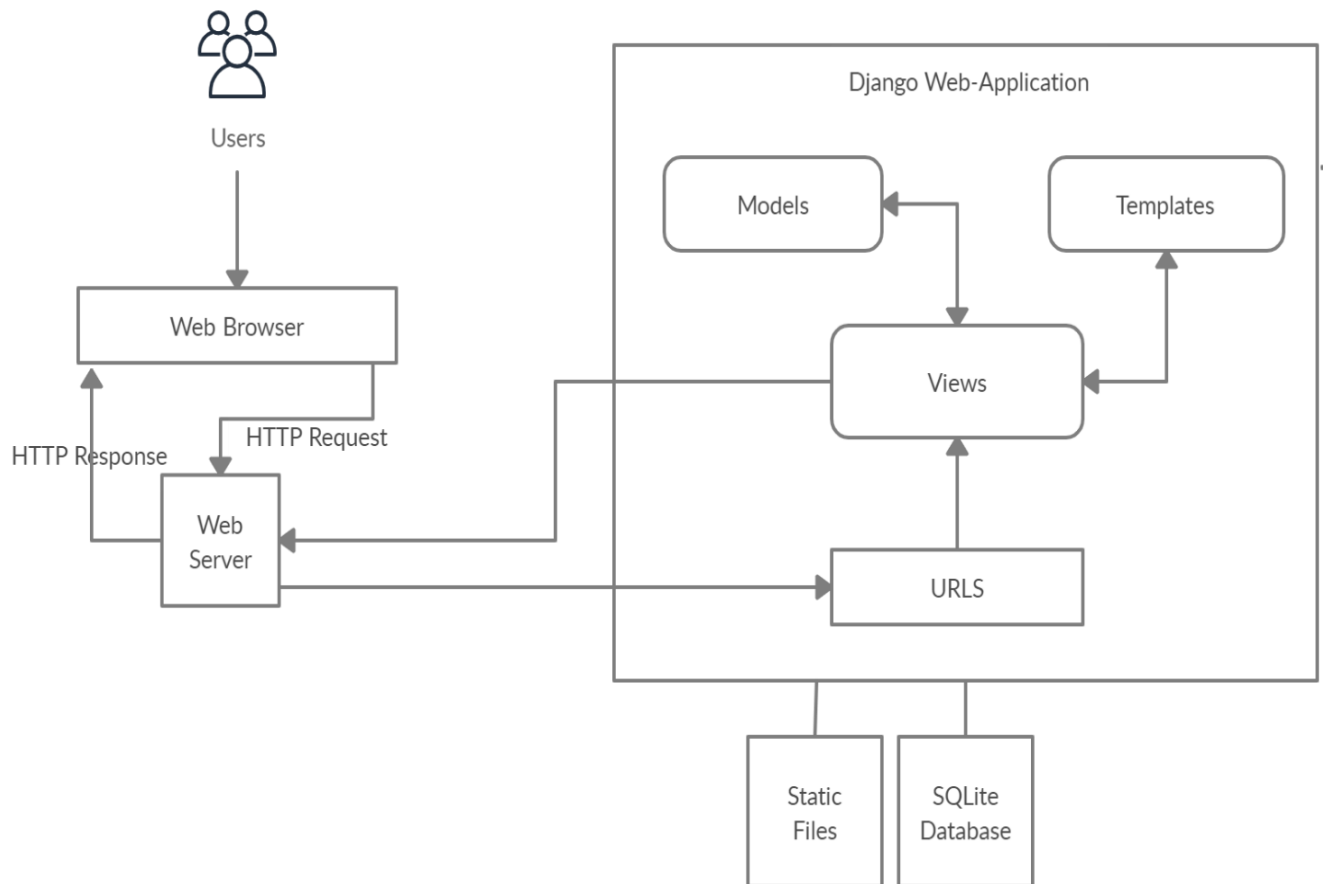 Users
Django Web-Application
Models
Templates
Web Browser
Views
HTTP Request
HTTP Response
Web
Server
URLS
Static
Files
SQLite
Database